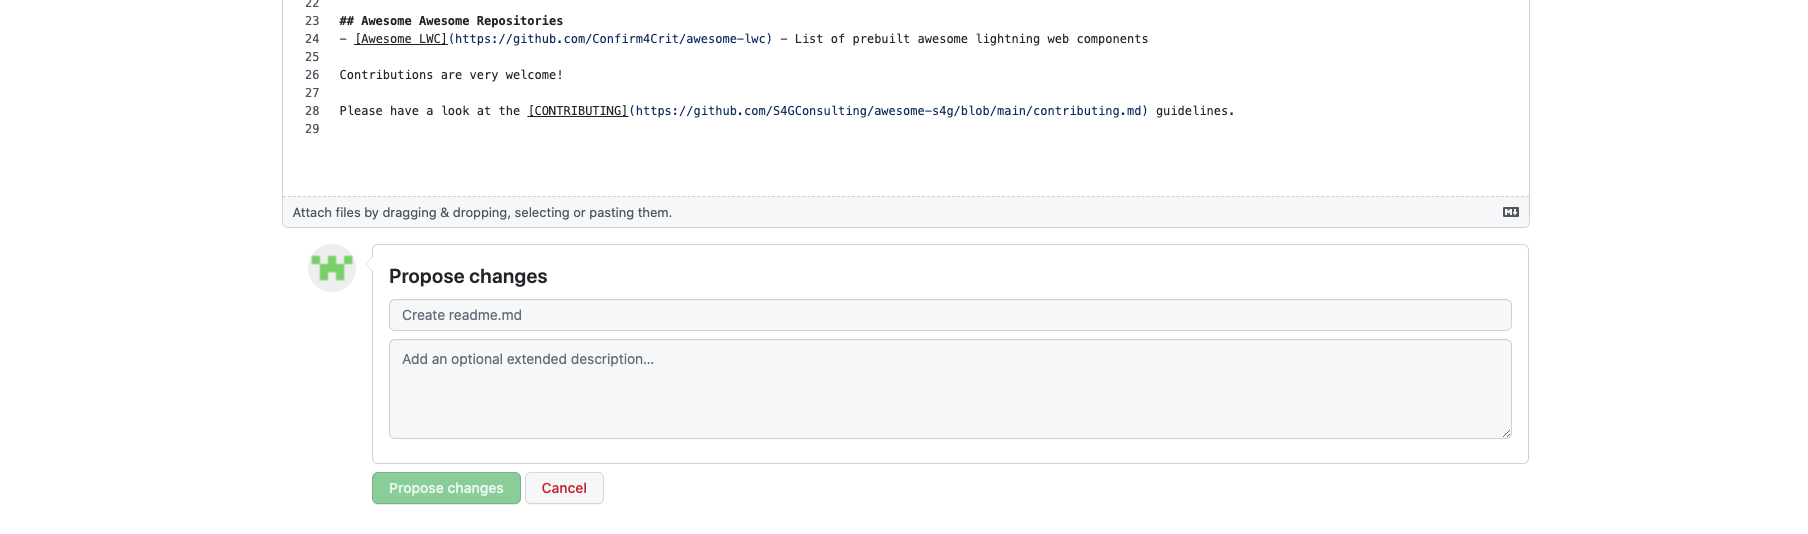 22
23 ## Awesome Awesome Repositories
24 - [Awesome LWC](https://github.com/Confirm4Crit/awesome-lwc) - List of prebuilt awesome lightning web components
25
26 Contributions are very welcome!
27
28 Please have a look at the [CONTRIBUTING](https://github.com/S4GConsulting/awesome-s4g/blob/main/contributing.md) guidelines.
29
Attach files by dragging & dropping, selecting or pasting them.
Propose changes
Create readme.md
Add an optional extended description...
Propose changes Cancel